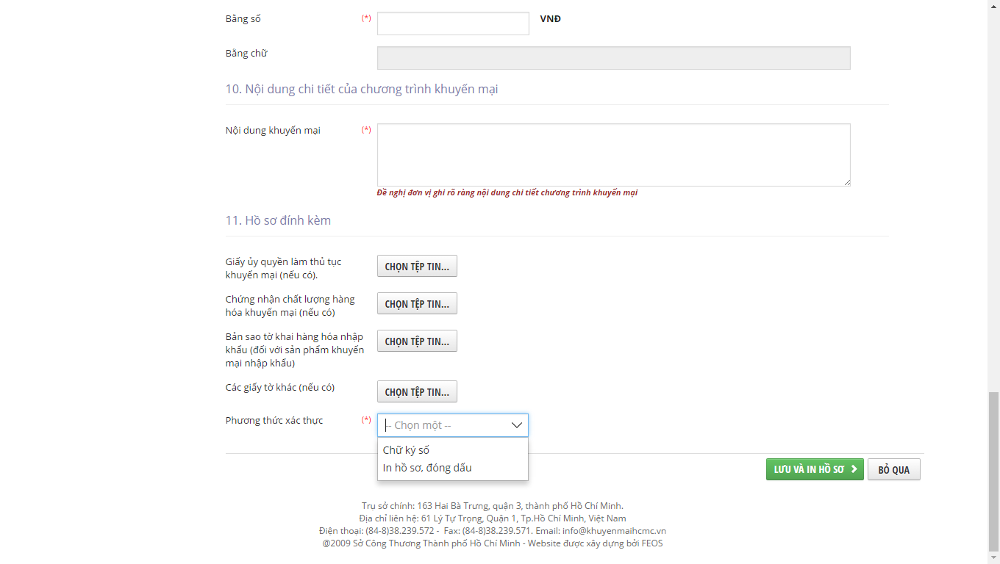 Bằng số (*) VNĐ
Bằng chữ
10. Nội dung chi tiết của chương trình khuyến mại
Nội dung khuyến mại (*)
Đề nghị đơn vị ghi rõ ràng nội dung chi tiết chương trình khuyến mại
11. Hồ sơ đính kèm
Giấy ủy quyền làm thủ tục
khuyến mại (nếu có).
CHỌN TỆP TIN...
Chứng nhận chất lượng hàng
hóa khuyến mại (nếu có)
CHỌN TỆP TIN...
Bản sao tờ khai hàng hóa nhập
khẩu (đối với sản phẩm khuyến
mại nhập khẩu)
CHỌN TỆP TIN...
Các giấy tờ khác (nếu có)
CHỌN TỆP TIN...
Phương thức xác thực (*) -- Chọn một --
Chữ ký số
In hồ sơ, đóng dấu
LƯU VÀ IN HỒ SƠ
BỎ QUA
Trụ sở chính: 163 Hai Bà Trưng, quận 3, thành phố Hồ Chí Minh.
Địa chỉ liên hệ: 61 Lý Tự Trọng, Quận 1, Tp.Hồ Chí Minh, Việt Nam
Điện thoại: (84-8)38.239.572 - Fax: (84-8)38.239.571. Email: info@khuyenmaihcmc.vn
@2009 Sở Công Thương Thành phố Hồ Chí Minh - Website được xây dựng bởi FEOS